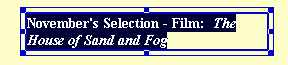 November's Selection - Film: The
House of Sand and Fog